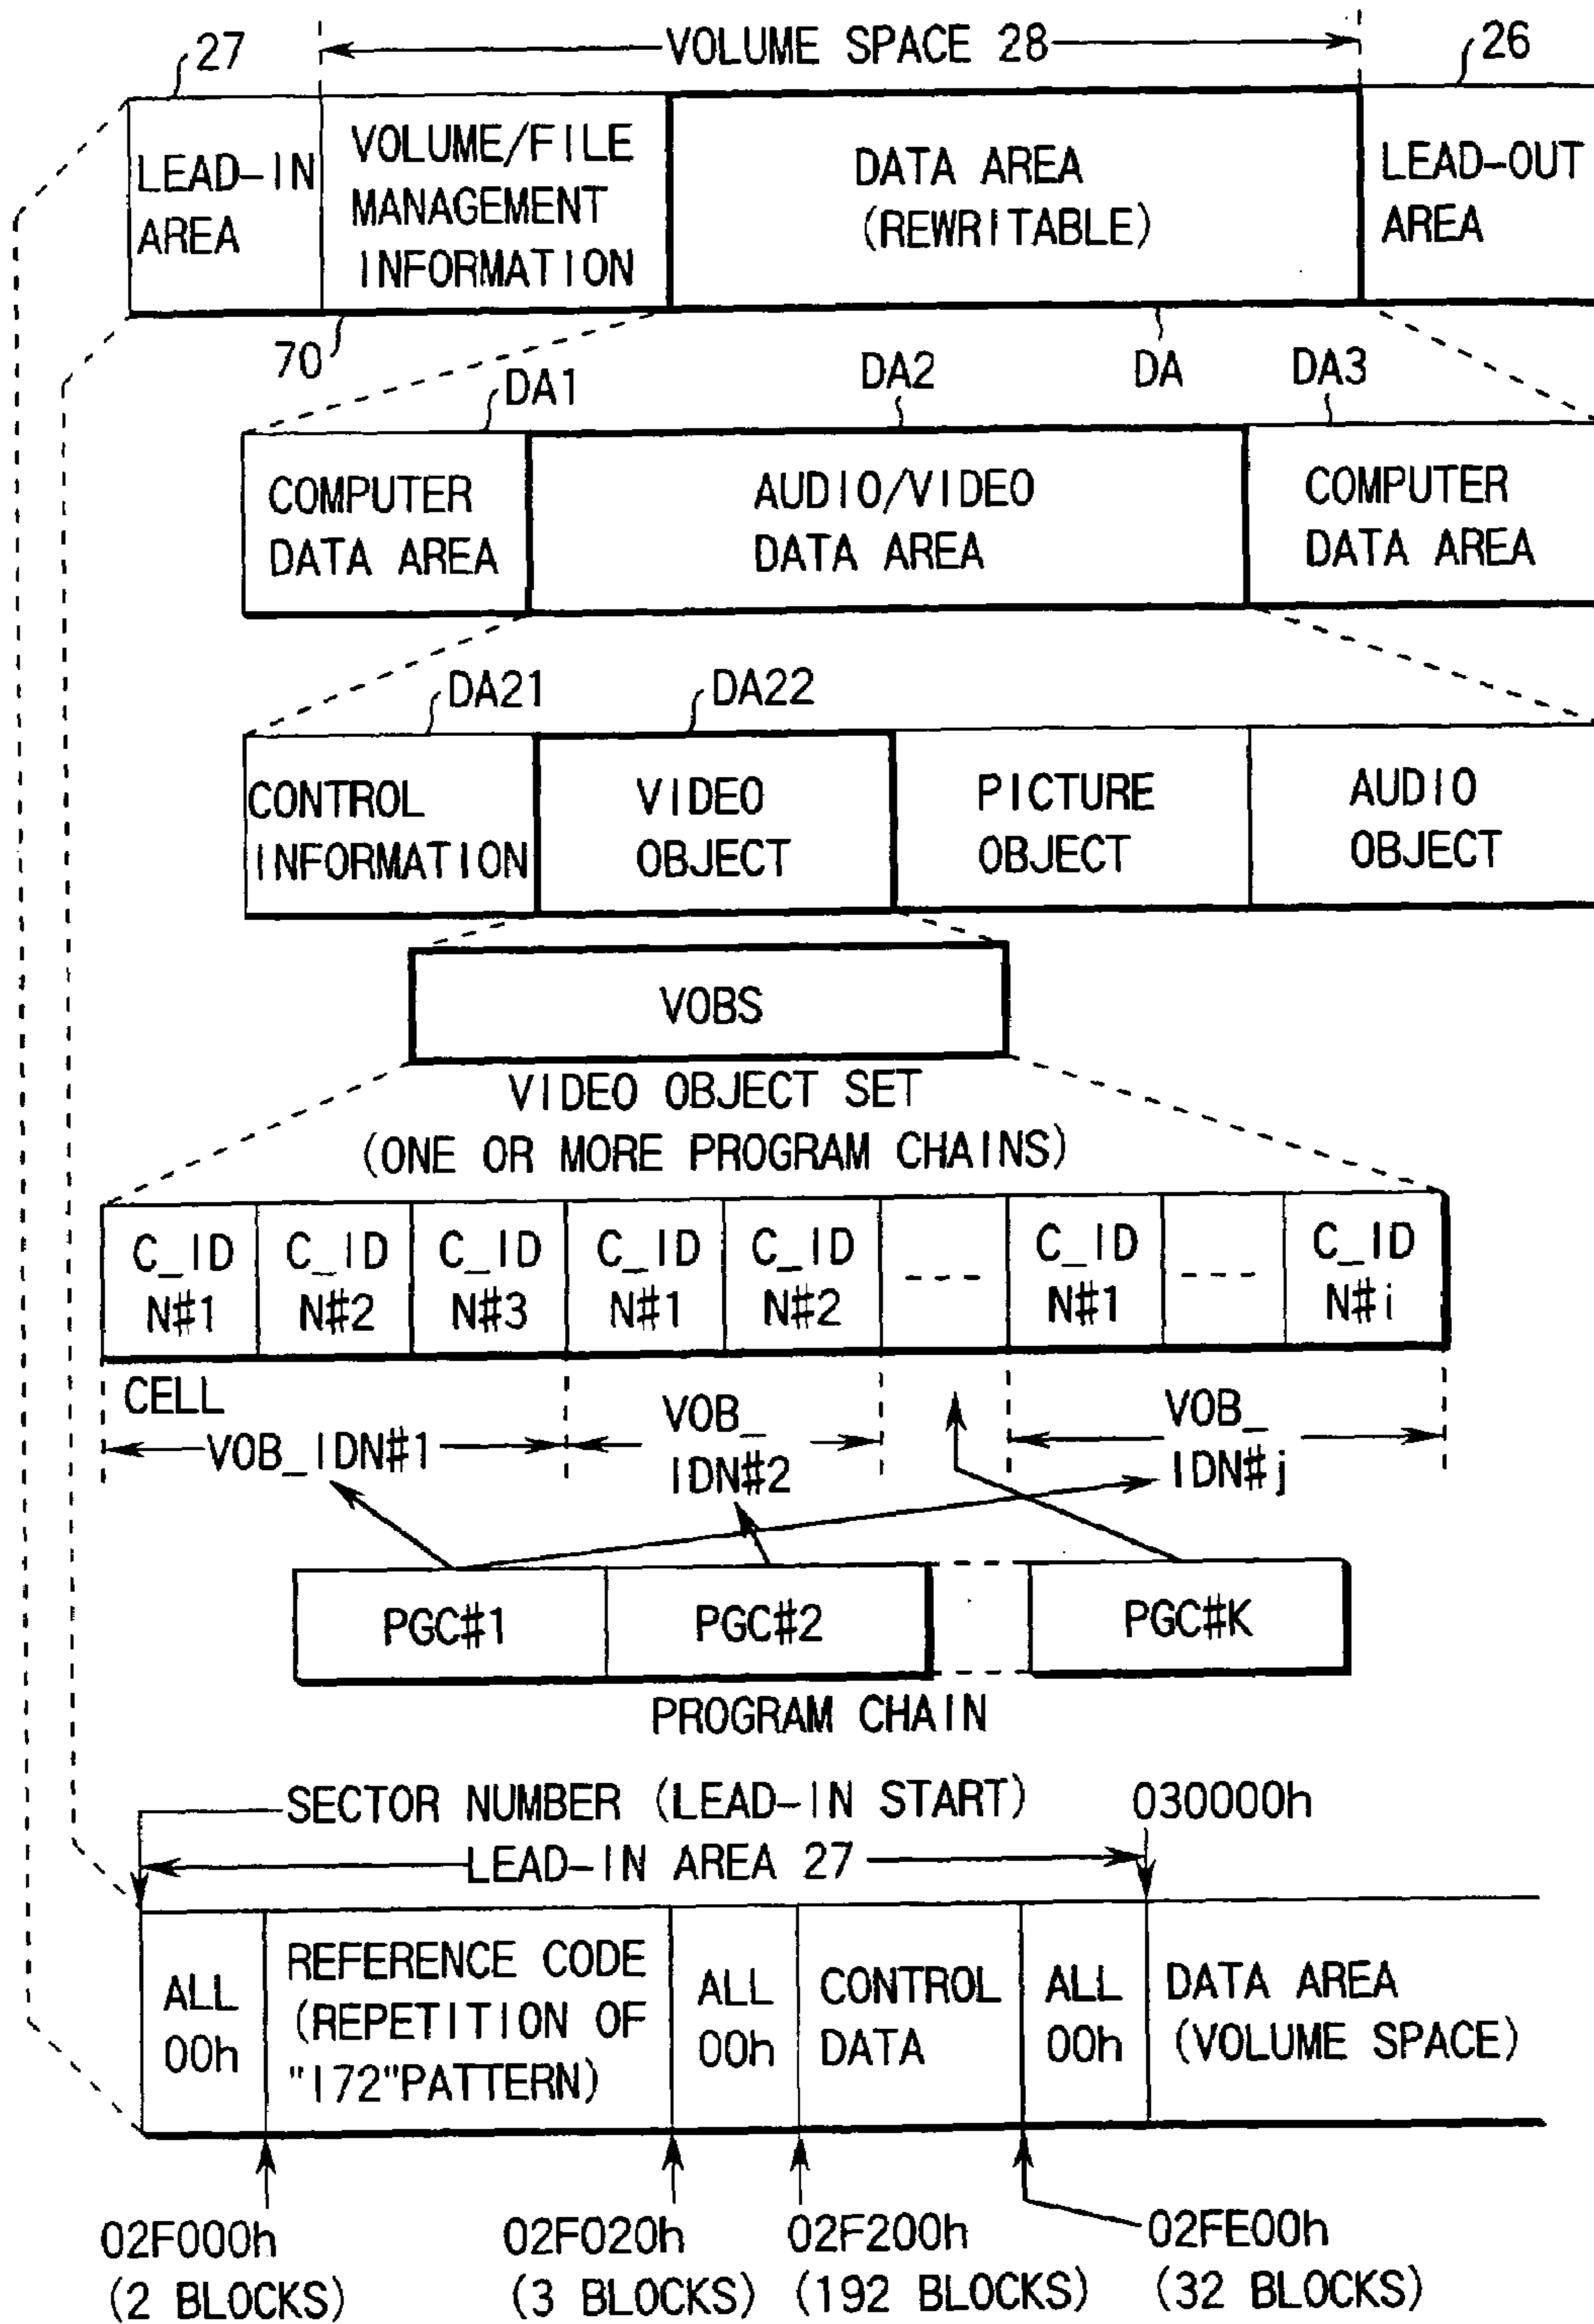 27
VOLUME SPACE 28
26
LEAD-IN
AREA
VOLUME/FILE
MANAGEMENT
INFORMATION
DATA AREA
(REWRITABLE)
LEAD-OUT
AREA
70
DA1
DA2
DA
DA3
COMPUTER
DATA AREA
AUDIO/VIDEO
DATA AREA
COMPUTER
DATA AREA
DA21
DA22
CONTROL
INFORMATION
VIDEO
OBJECT
PICTURE
OBJECT
AUDIO
OBJECT
VOBS
VIDEO OBJECT SET
(ONE OR MORE PROGRAM CHAINS)
C_ID
N#1
C_ID
N#2
C_ID
N#3
C_ID
N#1
C_ID
N#2
----
C_ID
N#1
----
C_ID
N#i
CELL
VOB_IDN#1
VOB_
IDN#2
VOB_
IDN#j
PGC#1
PGC#2
PGC#K
PROGRAM CHAIN
SECTOR NUMBER (LEAD-IN START)
030000h
LEAD-IN AREA 27
ALL
00h
REFERENCE CODE
(REPETITION OF
"172"PATTERN)
ALL
00h
CONTROL
DATA
ALL
00h
DATA AREA
(VOLUME SPACE)
02F000h
(2 BLOCKS)
02F020h
(3 BLOCKS)
02F200h
(192 BLOCKS)
02FE00h
(32 BLOCKS)